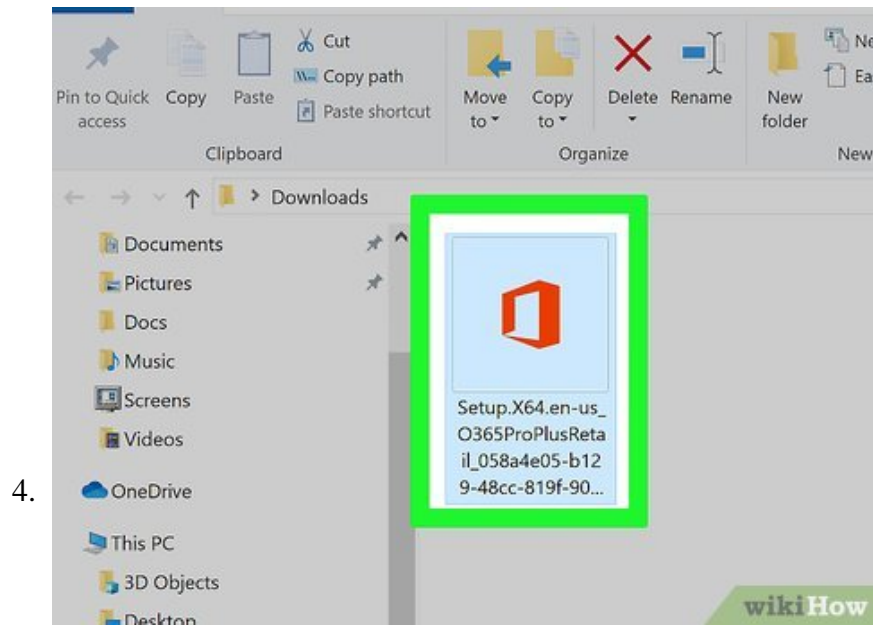 Cut
Copy path
Paste shortcut
Pin to Quick access
Copy
Paste
Move to
Copy to
Delete
Rename
New folder
Clipboard
Organize
New
Downloads
Documents
Pictures
Docs
Music
Screens
Videos
OneDrive
This PC
3D Objects
Desktop
Setup.X64.en-us_
O365ProPlusReta
il_058a4e05-b12
9-48cc-819f-90...
4.
wikiHow